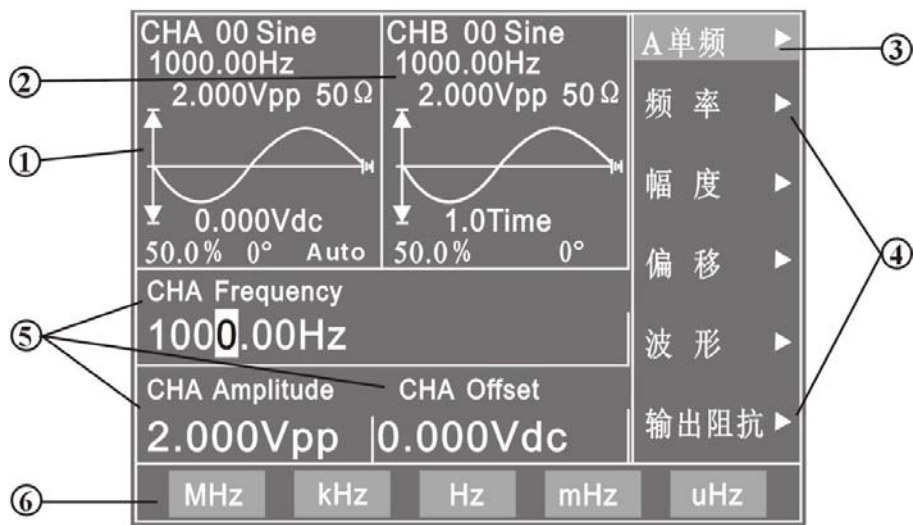 CHA 00 Sine
1000.00Hz
2.000Vpp 50Ω
0.000Vdc
50.0% 0° Auto
CHB 00 Sine
1000.00Hz
2.000Vpp 50Ω
1.0Time
50.0% 0°
A单频
频率
幅度
偏移
波形
输出阻抗
CHA Frequency
1000.00Hz
CHA Amplitude
2.000Vpp
CHA Offset
0.000Vdc
MHz kHz Hz mHz uHz
①
②
③
④
⑤
⑥